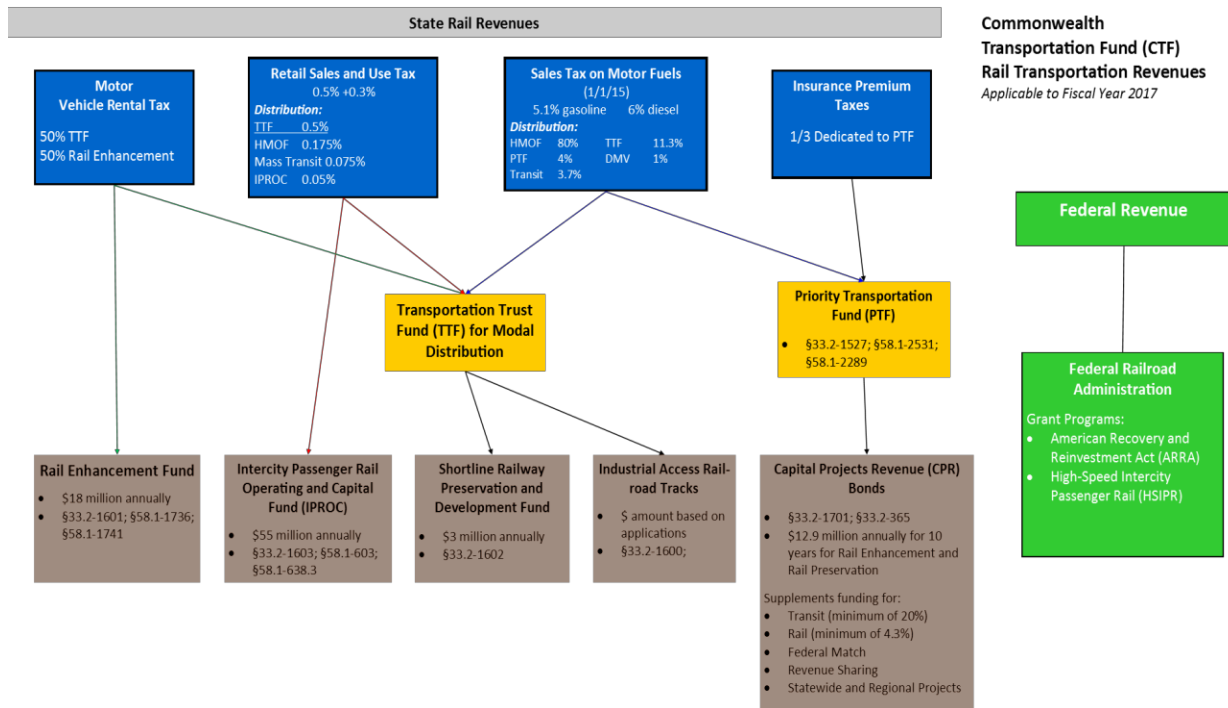 State Rail Revenues
Commonwealth
Transportation Fund (CTF)
Rail Transportation Revenues
Applicable to Fiscal Year 2017
Motor
Vehicle Rental Tax
50% TTF
50% Rail Enhancement
Retail Sales and Use Tax
0.5% +0.3%
Distribution:
TTF 0.5%
HMOF 0.175%
Mass Transit 0.075%
IPROC 0.05%
Sales Tax on Motor Fuels
(1/1/15)
5.1% gasoline 6% diesel
Distribution:
HMOF 80% TTF 11.3%
PTF 4% DMV 1%
Transit 3.7%
Insurance Premium
Taxes
1/3 Dedicated to PTF
Federal Revenue
Transportation Trust
Fund (TTF) for Modal
Distribution
Priority Transportation
Fund (PTF)
• §33.2-1527; §58.1-2531;
§58.1-2289
Federal Railroad
Administration
Grant Programs:
• American Recovery and
Reinvestment Act (ARRA)
• High-Speed Intercity
Passenger Rail (HSIPR)
Rail Enhancement Fund
• $18 million annually
• §33.2-1601; §58.1-1736;
§58.1-1741
Intercity Passenger Rail
Operating and Capital
Fund (IPROC)
• $55 million annually
• §33.2-1603; §58.1-603;
§58.1-638.3
Shortline Railway
Preservation and
Development Fund
• $3 million annually
• §33.2-1602
Industrial Access Rail-
road Tracks
• $ amount based on
applications
• §33.2-1600;
Capital Projects Revenue (CPR)
Bonds
• §33.2-1701; §33.2-365
• $12.9 million annually for 10
years for Rail Enhancement and
Rail Preservation
Supplements funding for:
• Transit (minimum of 20%)
• Rail (minimum of 4.3%)
• Federal Match
• Revenue Sharing
• Statewide and Regional Projects